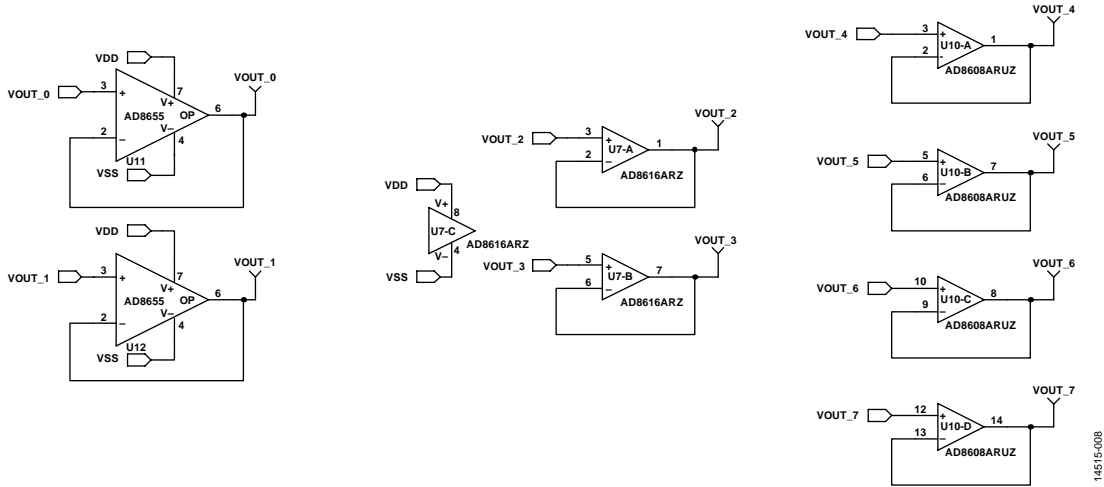 VDD
VOUT_0
3
+
7
V+
AD8655
OP
6
VOUT_0
2
–
V–
4
U11
VSS
VDD
VOUT_1
3
+
7
V+
AD8655
OP
6
VOUT_1
2
–
V–
4
U12
VSS
VDD
V+
8
U7-C
AD8616ARZ
V–
4
VSS
VOUT_2
3
+
U7-A
1
VOUT_2
2
–
AD8616ARZ
VOUT_3
5
+
U7-B
7
VOUT_3
6
–
AD8616ARZ
VOUT_4
3
+
U10-A
1
VOUT_4
2
-
AD8608ARUZ
VOUT_5
5
+
U10-B
7
VOUT_5
6
–
AD8608ARUZ
VOUT_6
10
+
U10-C
8
VOUT_6
9
–
AD8608ARUZ
VOUT_7
12
+
U10-D
14
VOUT_7
13
–
AD8608ARUZ
14515-008